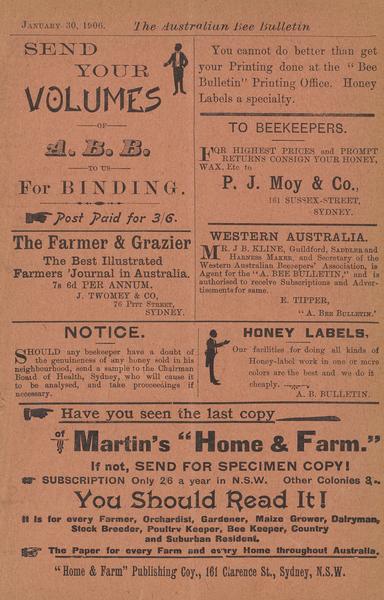 JANUARY 30, 1906. The Australian Bee Bulletin
SEND
YOUR
VOLUMES
—OF—
A. B. B.
—TO US—
FOR BINDING.
Post Paid for 3/6.
The Farmer & Grazier
The Best Illustrated
Farmers 'Journal in Australia.
7s 6d PER ANNUM.
J. TWOMEY & CO,
76 PITT STREET,
SYDNEY.
You cannot do better than get
your Printing done at the "Bee
Bulletin" Printing Office. Honey
Labels a specialty.
TO BEEKEEPERS.
FOR HIGHEST PRICES and PROMPT
RETURNS CONSIGN YOUR HONEY,
WAX, Etc to
P. J. Moy & Co.,
161 SUSSEX-STREET,
SYDNEY.
WESTERN AUSTRALIA.
MR. J B. KLINE, Guildford, SADDLER AND
HARNESS MAKER, and Secretary of the
Western Australian Beekeepers' Association, is
Agent for the "A. BEE BULLETIN," and is
authorised to receive Subscriptions and Adver-
tisements for same.
E. TIPPER,
"A. BEE BULLETIN.'
NOTICE.
SHOULD any beekeeper have a doubt of
the genuineness of any honey sold in his
neighbourhood, send a sample to the Chairman
Board of Health, Sydney, who will cause it
to be analysed, and take proceedings if
necessary.
HONEY LABELS,
Our facilities for doing all kinds of
Honey-label work in one or more
colors are the best and we do it
cheaply.
A. B. BULLETIN.
Have you seen the last copy
of Martin's "Home & Farm."
If not, SEND FOR SPECIMEN COPY!
SUBSCRIPTION Only 26 a year in N.S.W. Other Colonies 3
You Should Read It!
It is for every Farmer, Orchardist, Gardener, Maize Grower, Dairyman,
Stock Breeder, Poultry Keeper, Bee Keeper, Country
and Suburban Resident.
The Paper for every Farm and every Home throughout Australia.
"Home & Farm" Publishing Coy., 161 Clarence St., Sydney, N.S.W.